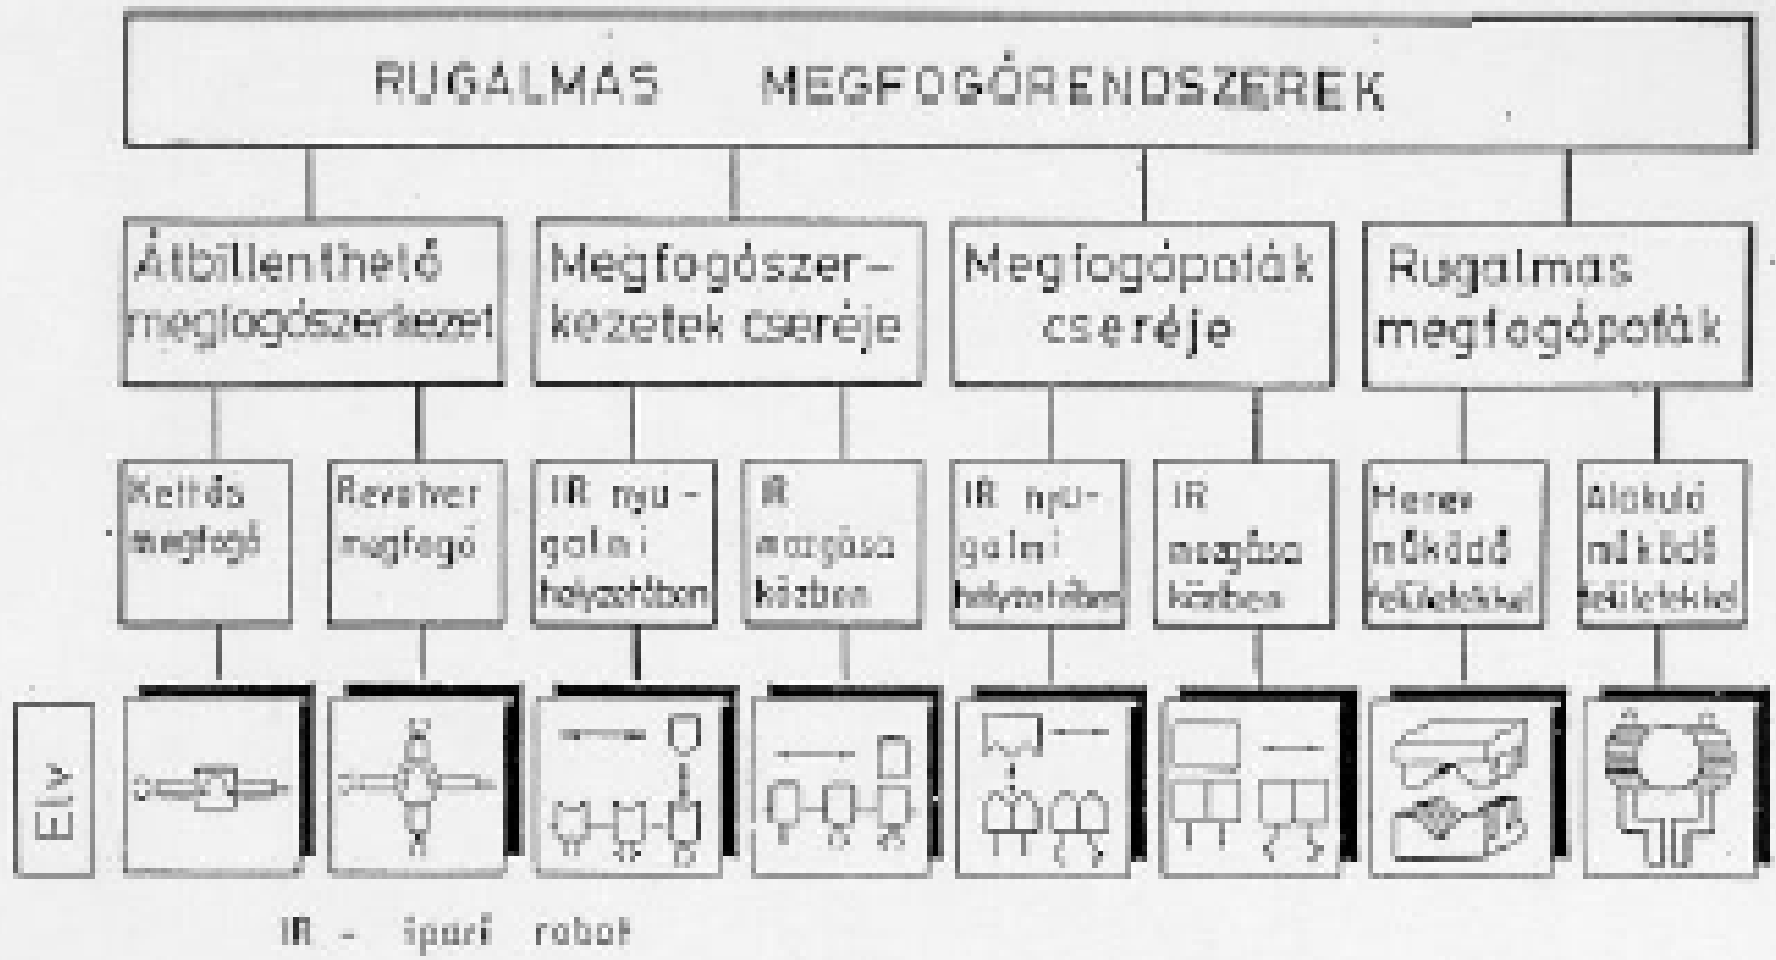 RUGALMAS MEGFOGÓRENDSZEREK
Átbillenthető
megfogószerkezet
Megfogószer-
kezetek cseréje
Megfogópofák
cseréje
Rugalmas
megfogópofák
Kettős
megfogó
Revolver
megfogó
IR nyu-
galmi
helyzetében
IR
mozgása
közben
IR nyu-
galmi
helyzetében
IR
mozgása
közben
Merev
működő
felületekkel
Alakuló
működő
felületekkel
Elv
IR - ipari robot